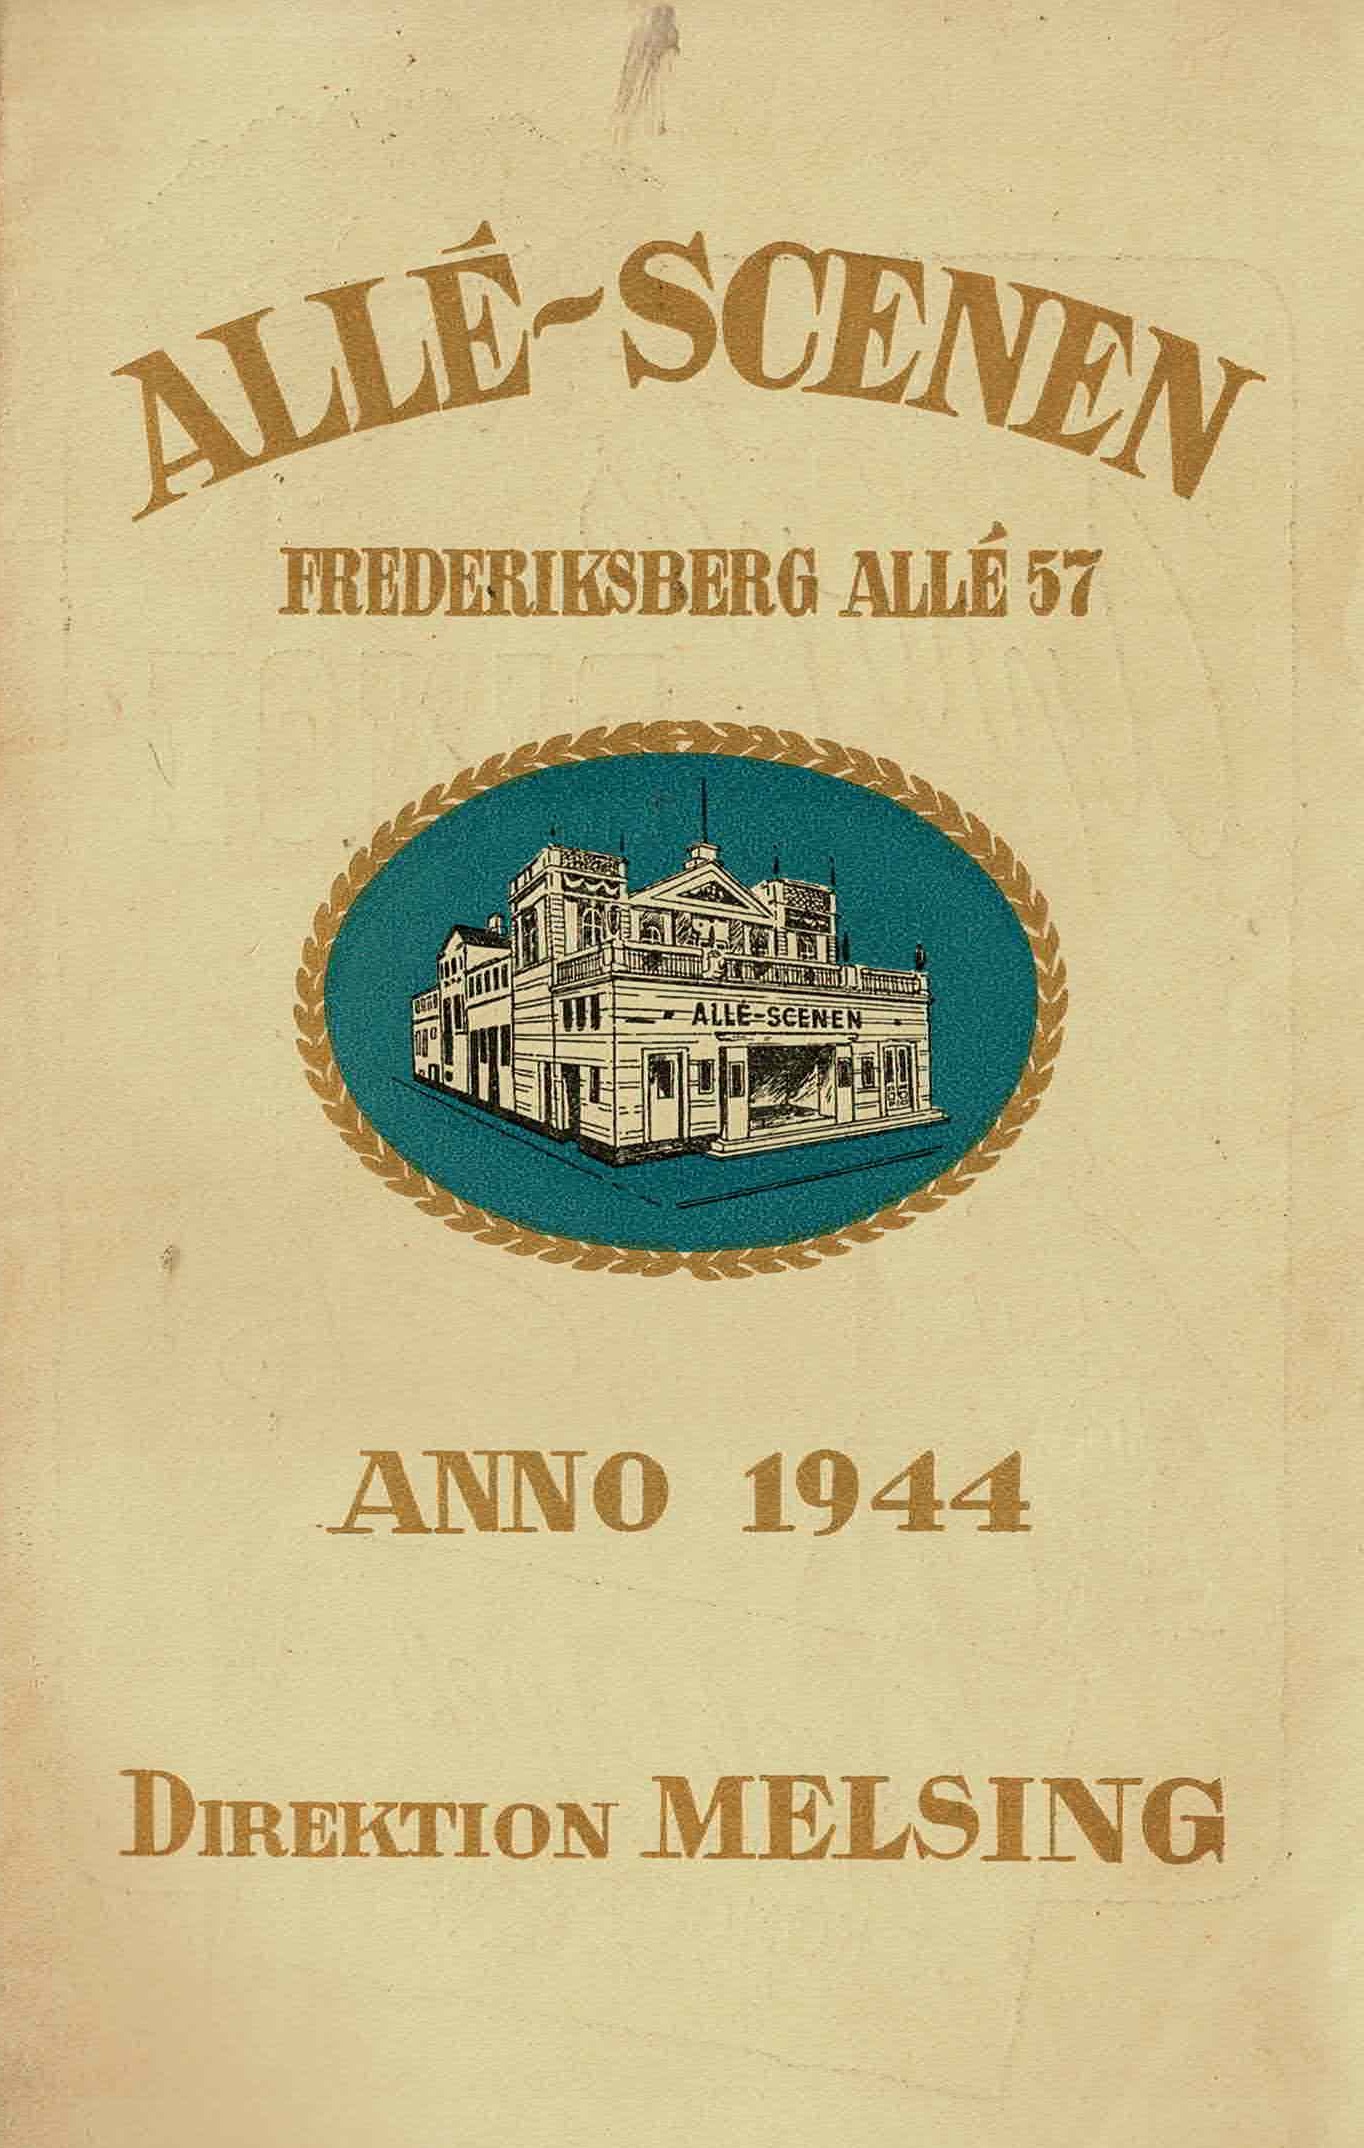 ALLÉ-SCENEN
FREDERIKSBERG ALLÉ 57
ALLÉ-SCENEN
ANNO 1944
DIREKTION MELSING